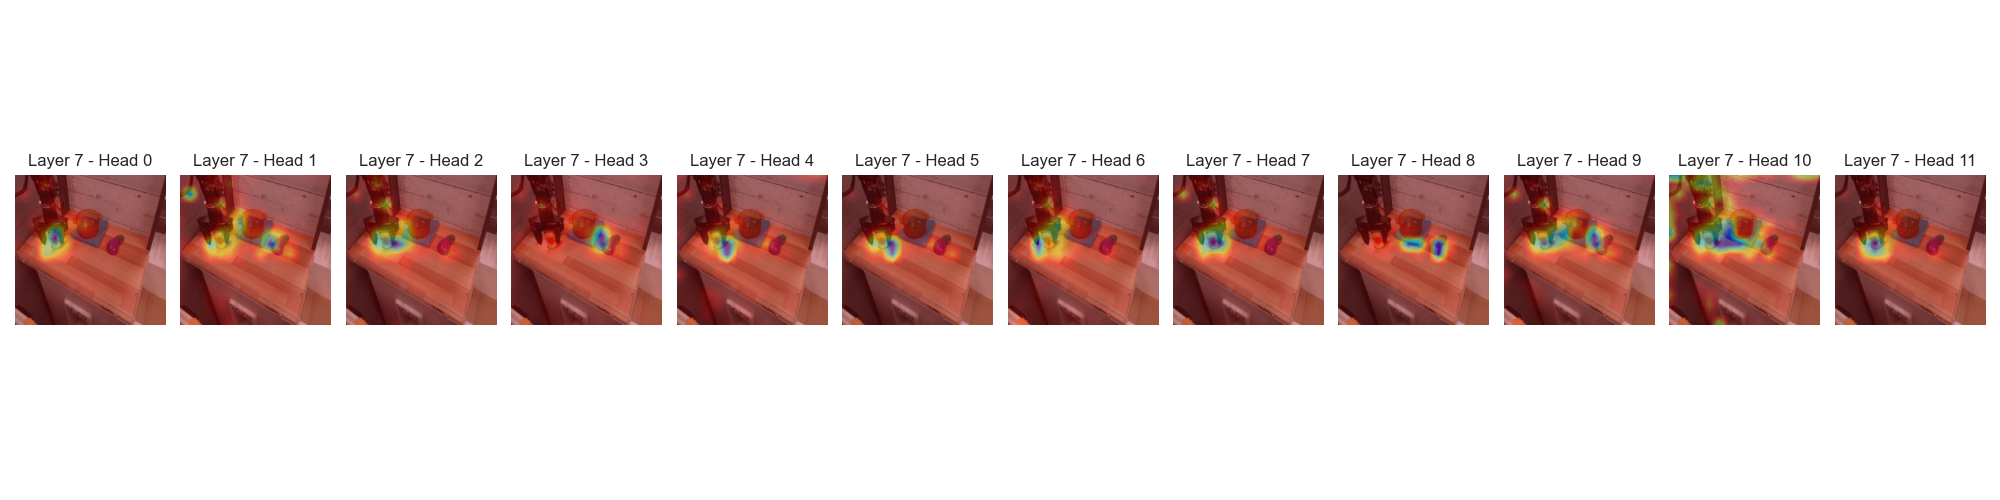 Layer 7 - Head 0
Layer 7 - Head 1
Layer 7 - Head 2
Layer 7 - Head 3
Layer 7 - Head 4
Layer 7 - Head 5
Layer 7 - Head 6
Layer 7 - Head 7
Layer 7 - Head 8
Layer 7 - Head 9
Layer 7 - Head 10
Layer 7 - Head 11